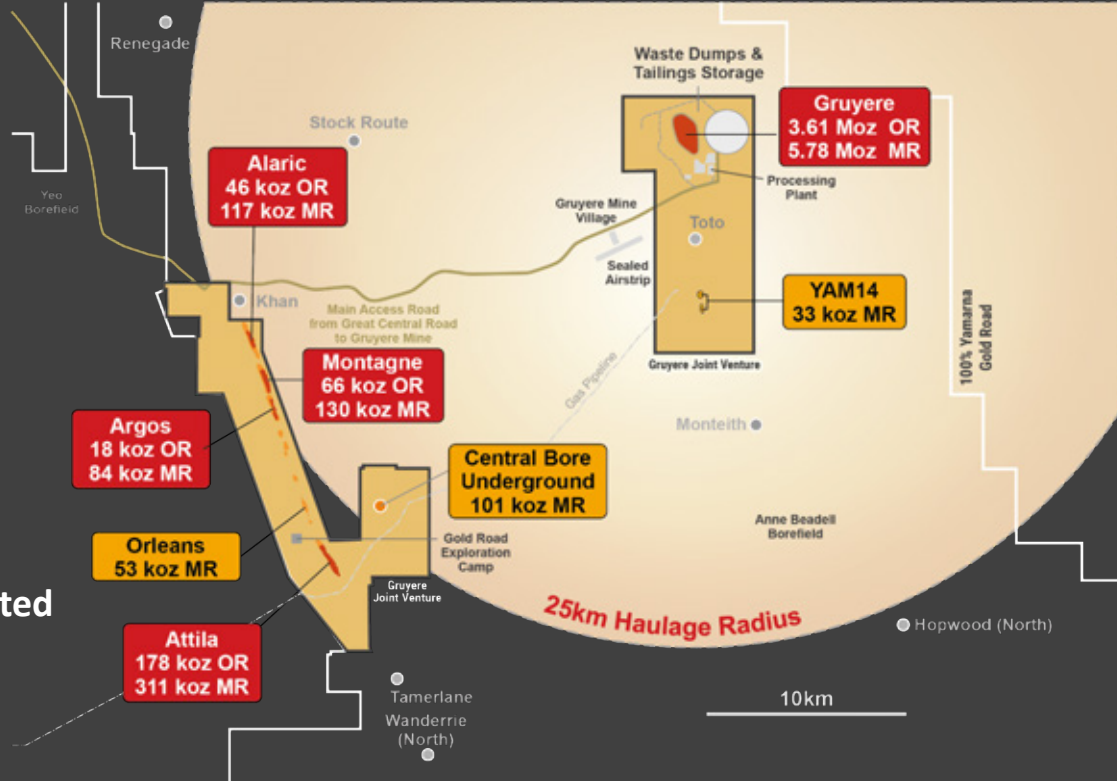 Renegade
Yeo
Borefield
Stock Route
Alaric
46 koz OR
117 koz MR
Waste Dumps &
Tailings Storage
Gruyere
3.61 Moz OR
5.78 Moz MR
Processing
Plant
Gruyere Mine
Village
Toto
Sealed
Airstrip
YAM14
33 koz MR
Gruyere Joint Venture
100% Yamarna
Gold Road
Khan
Main Access Road
from Great Central Road
to Gruyere Mine
Montagne
66 koz OR
130 koz MR
Gas Pipeline
Argos
18 koz OR
84 koz MR
Monteith
Central Bore
Underground
101 koz MR
Anne Beadell
Borefield
Orleans
53 koz MR
Gold Road
Exploration
Camp
Gruyere
Joint Venture
ted
25km Haulage Radius
Hopwood (North)
Attila
178 koz OR
311 koz MR
Tamerlane
Wanderrie
(North)
10km